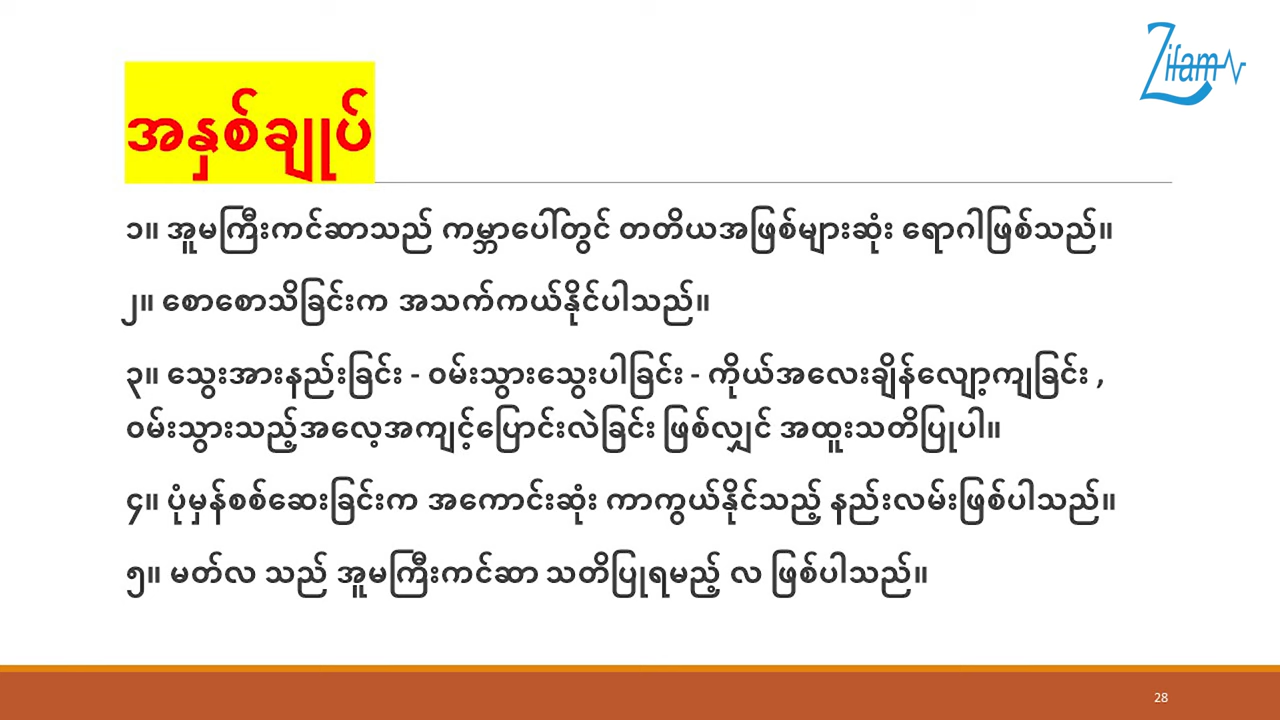 Zifam
အနှစ်ချုပ်
၁။ အူမကြီးကင်ဆာသည် ကမ္ဘာပေါ်တွင် တတိယအဖြစ်များဆုံး ရောဂါဖြစ်သည်။
၂။ စောစောသိခြင်းက အသက်ကယ်နိုင်ပါသည်။
၃။ သွေးအားနည်းခြင်း - ဝမ်းသွားသွေးပါခြင်း - ကိုယ်အလေးချိန်လျော့ကျခြင်း ,
ဝမ်းသွားသည့်အလေ့အကျင့်ပြောင်းလဲခြင်း ဖြစ်လျှင် အထူးသတိပြုပါ။
၄။ ပုံမှန်စစ်ဆေးခြင်းက အကောင်းဆုံး ကာကွယ်နိုင်သည့် နည်းလမ်းဖြစ်ပါသည်။
၅။ မတ်လ သည် အူမကြီးကင်ဆာ သတိပြုရမည့် လ ဖြစ်ပါသည်။
28